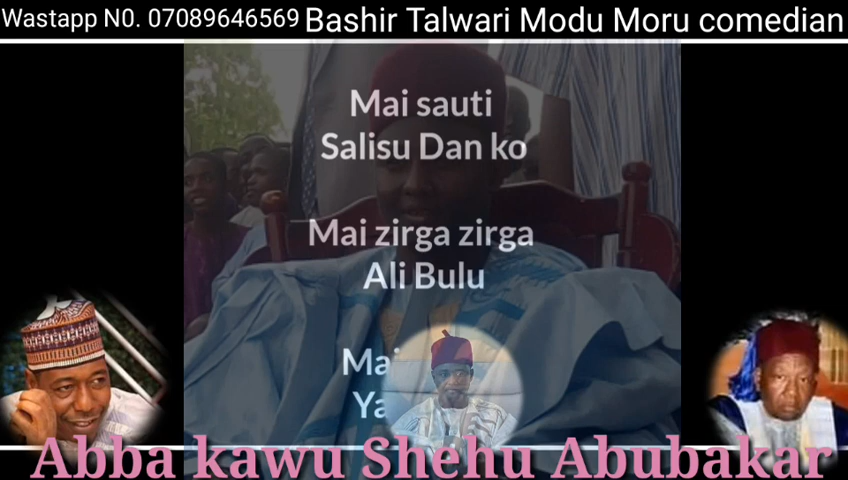 Wastapp N0. 07089646569 Bashir Talwari Modu Moru comedian
Mai sauti
Salisu Dan ko
Mai zirga zirga
Ali Bulu
Abba kawu Shehu Abubakar